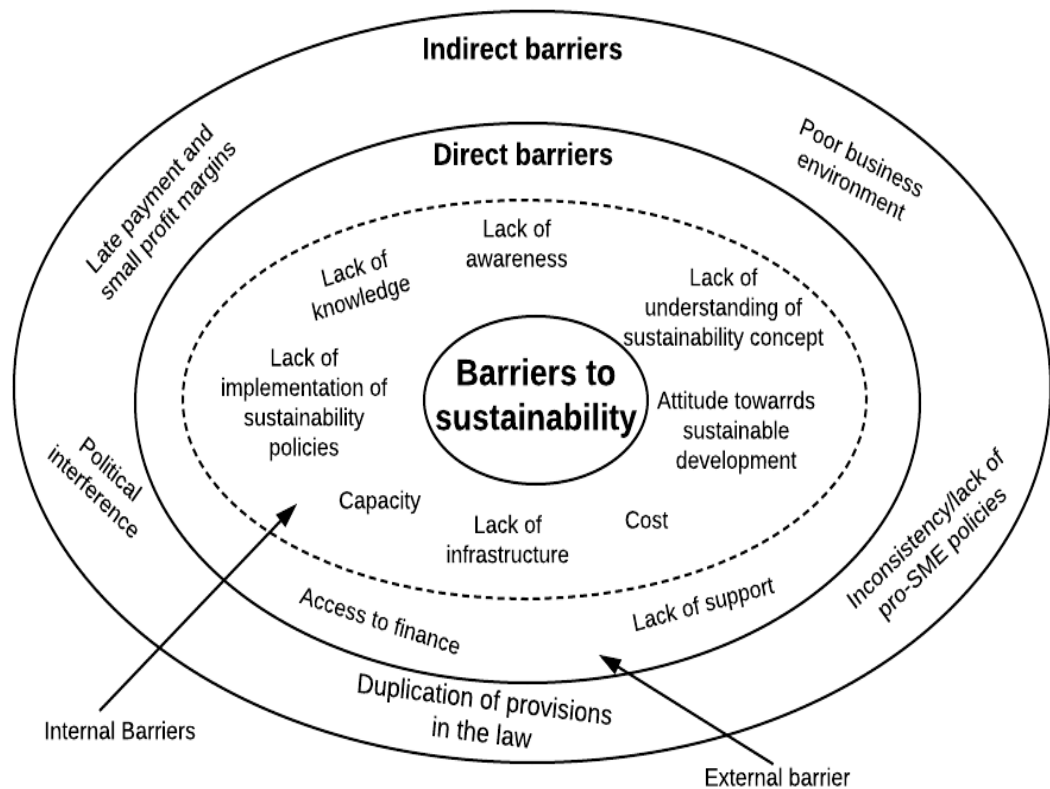 Indirect barriers
Direct barriers
Late payment and
small profit margins
Poor business
environment
Lack of
awareness
Lack of
knowledge
Lack of
understanding of
sustainability concept
Lack of
implementation of
sustainability
policies
Barriers to
sustainability
Attitude towarrds
sustainable
development
Political
interference
Capacity
Lack of
infrastructure
Cost
Inconsistency/lack of
pro-SME policies
Access to finance
Lack of support
Duplication of provisions
in the law
Internal Barriers
External barrier